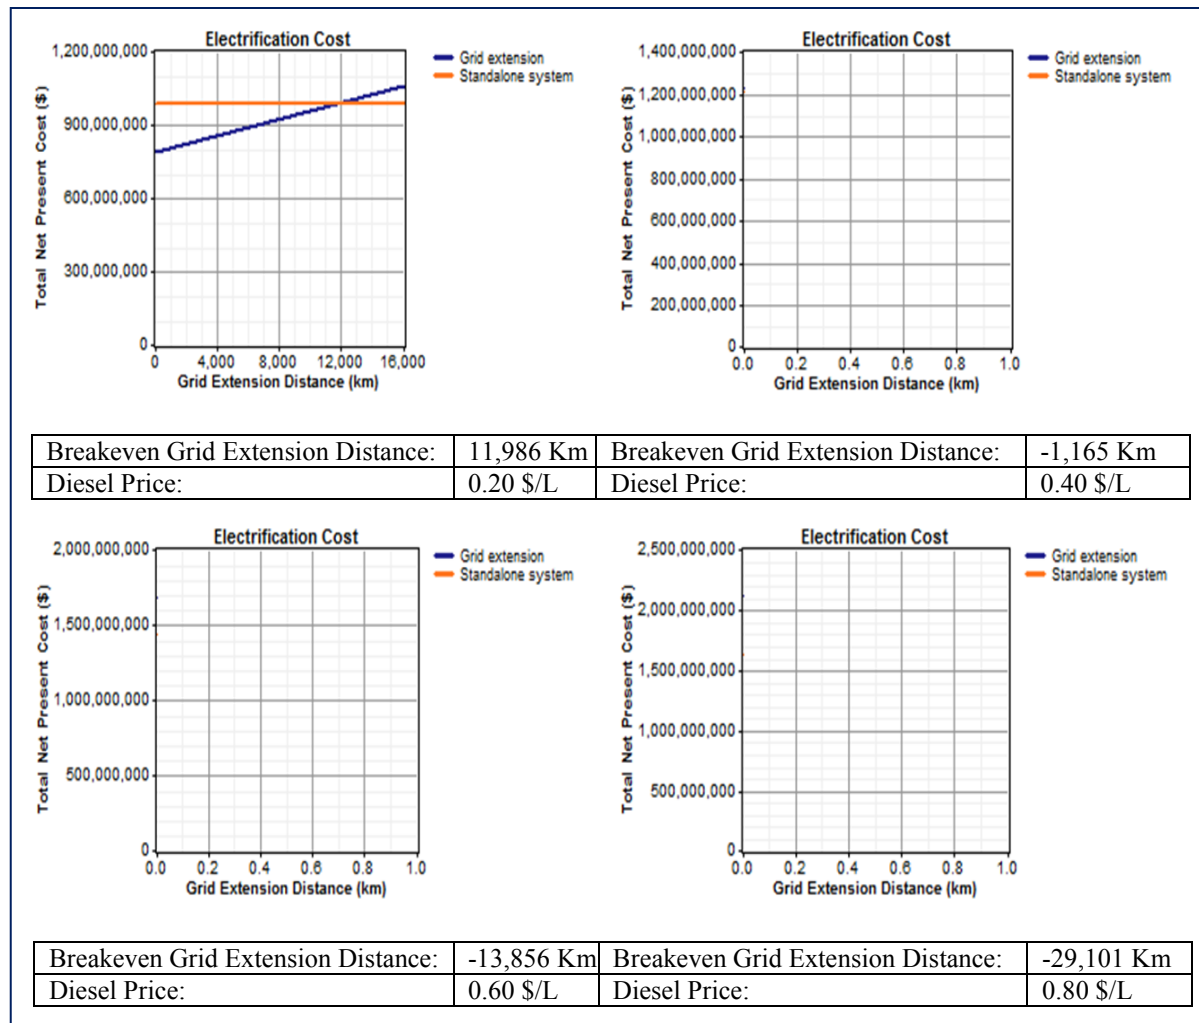 Electrification Cost
1,200,000,000
900,000,000
600,000,000
300,000,000
0
Total Net Present Cost ($)
0 4,000 8,000 12,000 16,000
Grid Extension Distance (km)
Grid extension
Standalone system
Electrification Cost
1,400,000,000
1,200,000,000
1,000,000,000
800,000,000
600,000,000
400,000,000
200,000,000
0
Total Net Present Cost ($)
0.0 0.2 0.4 0.6 0.8 1.0
Grid Extension Distance (km)
Grid extension
Standalone system
Breakeven Grid Extension Distance: 11,986 Km Breakeven Grid Extension Distance: -1,165 Km
Diesel Price: 0.20 $/L Diesel Price: 0.40 $/L
Electrification Cost
2,000,000,000
1,500,000,000
1,000,000,000
500,000,000
0
Total Net Present Cost ($)
0.0 0.2 0.4 0.6 0.8 1.0
Grid Extension Distance (km)
Grid extension
Standalone system
Electrification Cost
2,500,000,000
2,000,000,000
1,500,000,000
1,000,000,000
500,000,000
0
Total Net Present Cost ($)
0.0 0.2 0.4 0.6 0.8 1.0
Grid Extension Distance (km)
Grid extension
Standalone system
Breakeven Grid Extension Distance: -13,856 Km Breakeven Grid Extension Distance: -29,101 Km
Diesel Price: 0.60 $/L Diesel Price: 0.80 $/L